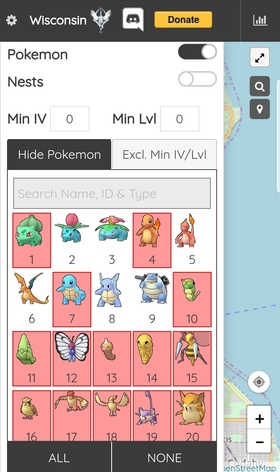 Wisconsin Donate
Pokemon
Nests
Min IV 0 Min Lvl 0
Hide Pokemon Excl. Min IV/Lvl
Search Name, ID & Type
1 2 3 4 5
6 7 8 9 10
11 12 13 14 15
16 17 18 19 20
ALL NONE
+
−
enStreetMap